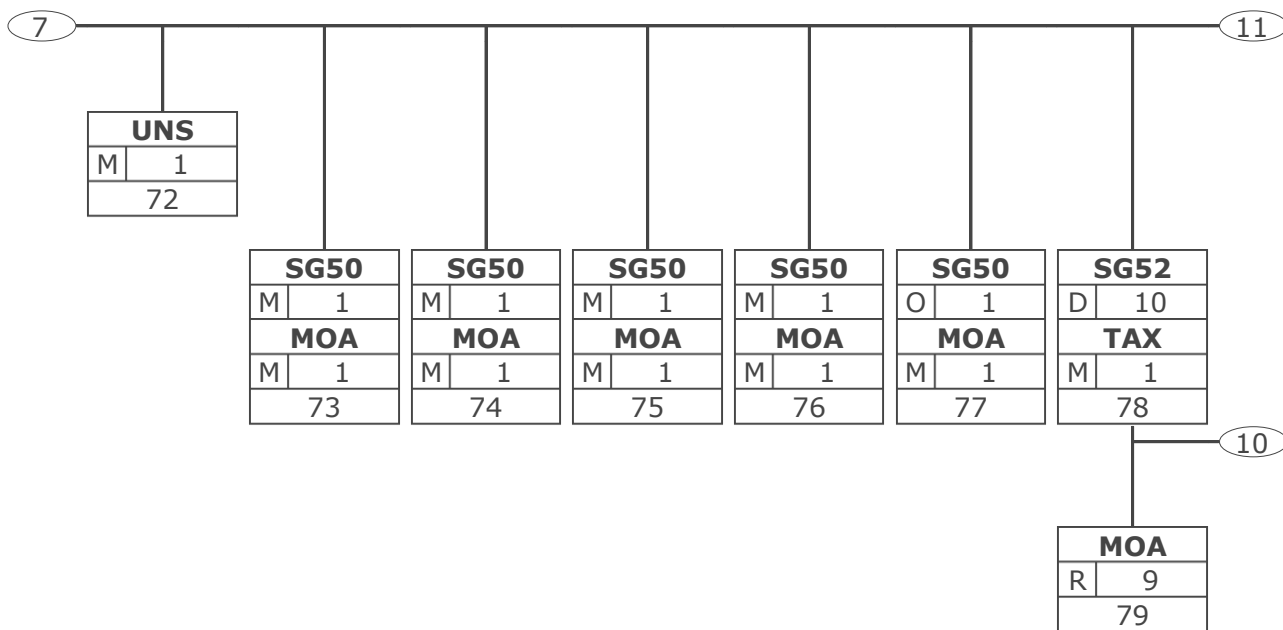 7 11
UNS
M 1
72
SG50 SG50 SG50 SG50 SG50 SG52
M 1 M 1 M 1 M 1 O 1 D 10
MOA MOA MOA MOA MOA TAX
M 1 M 1 M 1 M 1 M 1 M 1
73 74 75 76 77 78
10
MOA
R 9
79